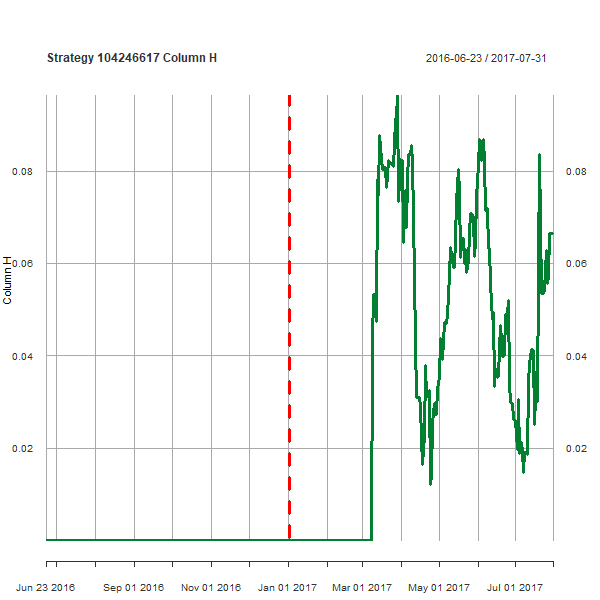 Strategy 104246617 Column H
2016-06-23 / 2017-07-31
0.08
0.08
0.06
0.06
Column H
0.04
0.04
0.02
0.02
Jun 23 2016
Sep 01 2016
Nov 01 2016
Jan 01 2017
Mar 01 2017
May 01 2017
Jul 01 2017